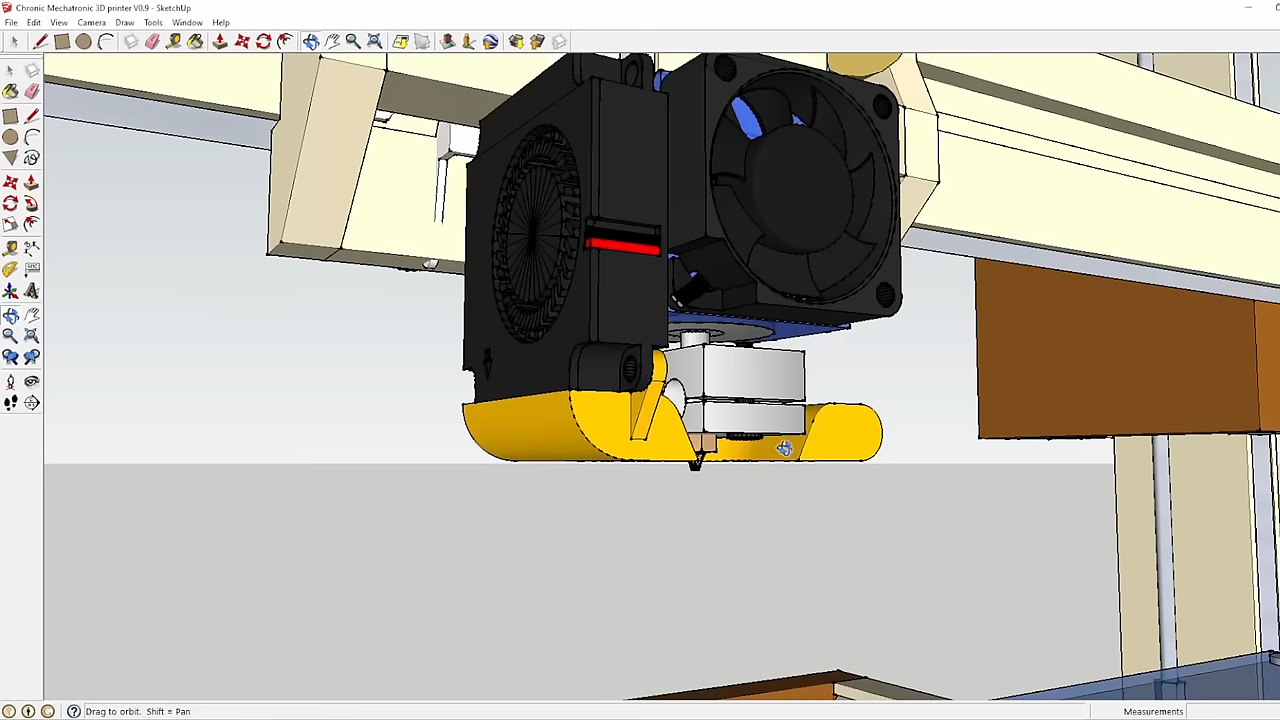 Chronic Mechatronic 3D printer V0.9 - SketchUp
File Edit View Camera Draw Tools Window Help
Drag to orbit. Shift = Pan
Measurements